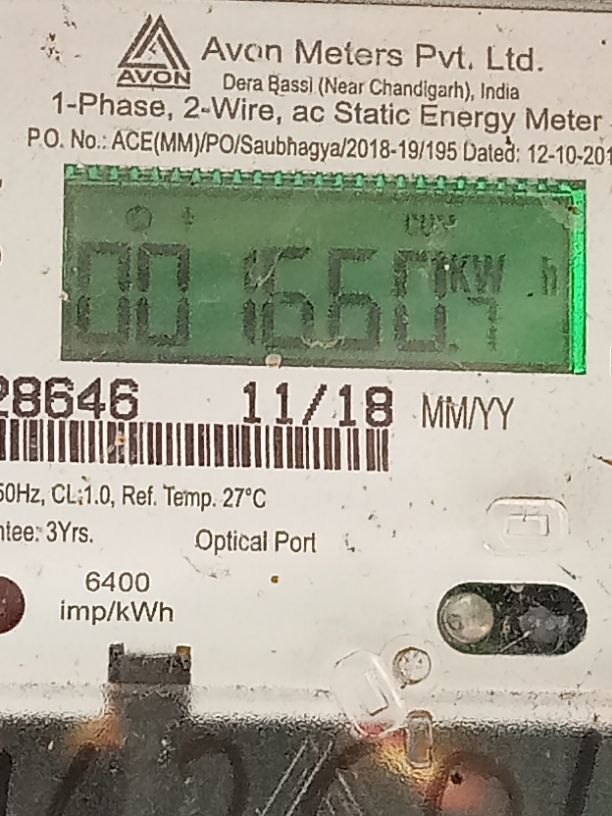 AVON
Avon Meters Pvt. Ltd.
Dera Bassi (Near Chandigarh), India
1-Phase, 2-Wire, ac Static Energy Meter
P.O. No.: ACE(MM)/PO/Saubhagya/2018-19/195 Dated: 12-10-201
CUM
KW h
28646 11/18 MM/YY
50Hz, CL:1.0, Ref. Temp. 27°C
ntee: 3Yrs.
Optical Port
6400
imp/kWh